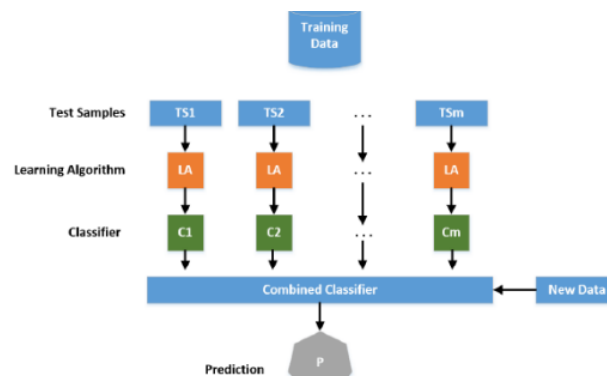 Training
Data
Test Samples TS1 TS2 ... TSm
Learning Algorithm LA LA ... LA
Classifier C1 C2 ... Cm
Combined Classifier New Data
Prediction P